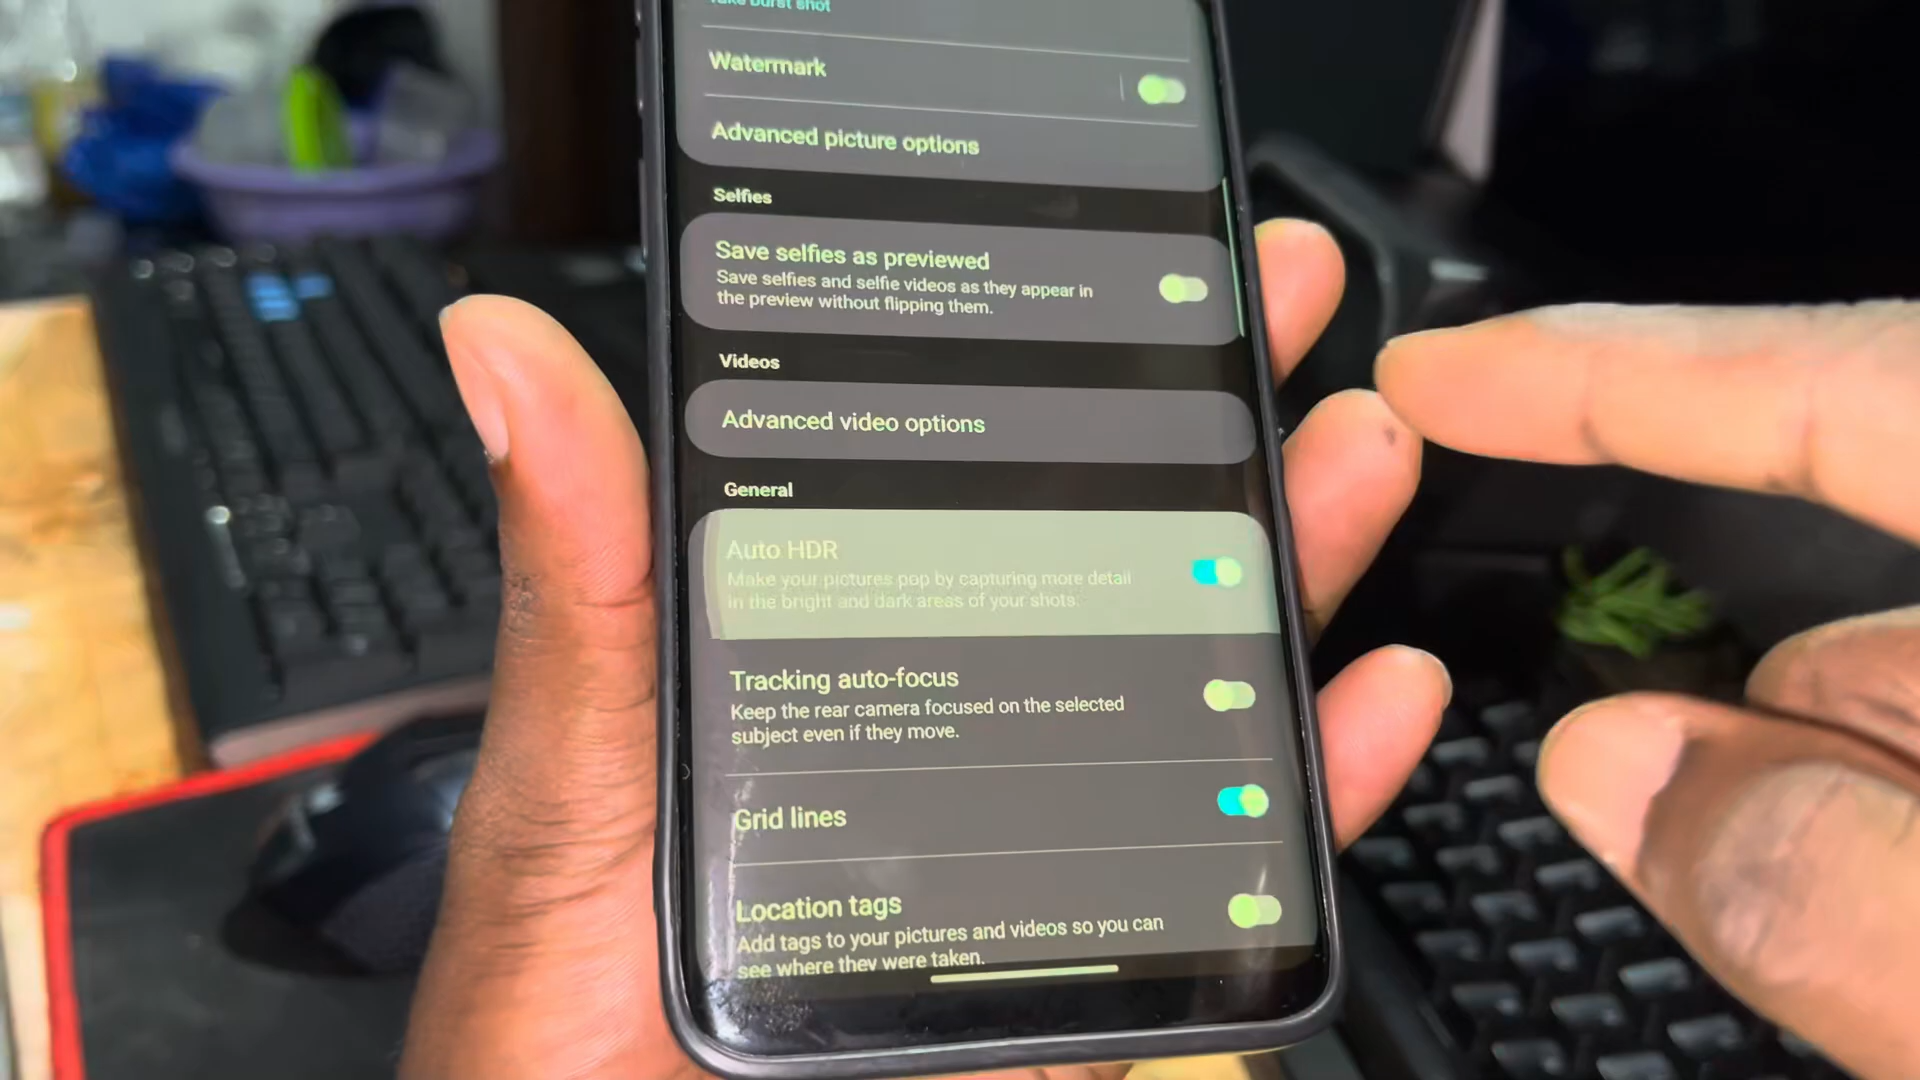 Take burst shot
Watermark
Advanced picture options
Selfies
Save selfies as previewed
Save selfies and selfie videos as they appear in
the preview without flipping them.
Videos
Advanced video options
General
Auto HDR
Make your pictures pop by capturing more detail
in the bright and dark areas of your shots.
Tracking auto-focus
Keep the rear camera focused on the selected
subject even if they move.
Grid lines
Location tags
Add tags to your pictures and videos so you can
see where they were taken.